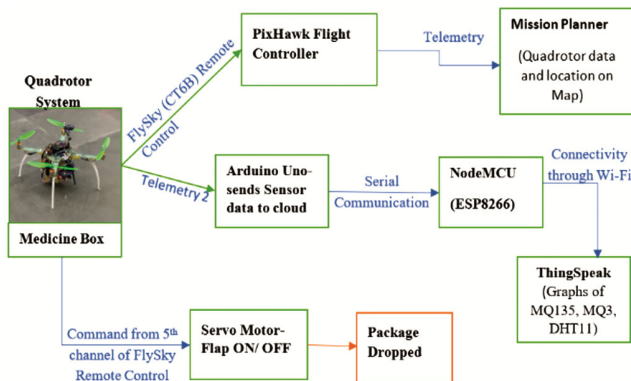 Quadrotor
System
Medicine Box
FlySky (CT6B) Remote
Control
PixHawk Flight
Controller
Telemetry
Mission Planner
(Quadrotor data
and location on
Map)
Telemetry 2
Arduino Uno-
sends Sensor
data to cloud
Serial
Communication
NodeMCU
(ESP8266)
Connectivity
through Wi-Fi
ThingSpeak
(Graphs of
MQ135, MQ3,
DHT11)
Command from 5th
channel of FlySky
Remote Control
Servo Motor-
Flap ON/ OFF
Package
Dropped